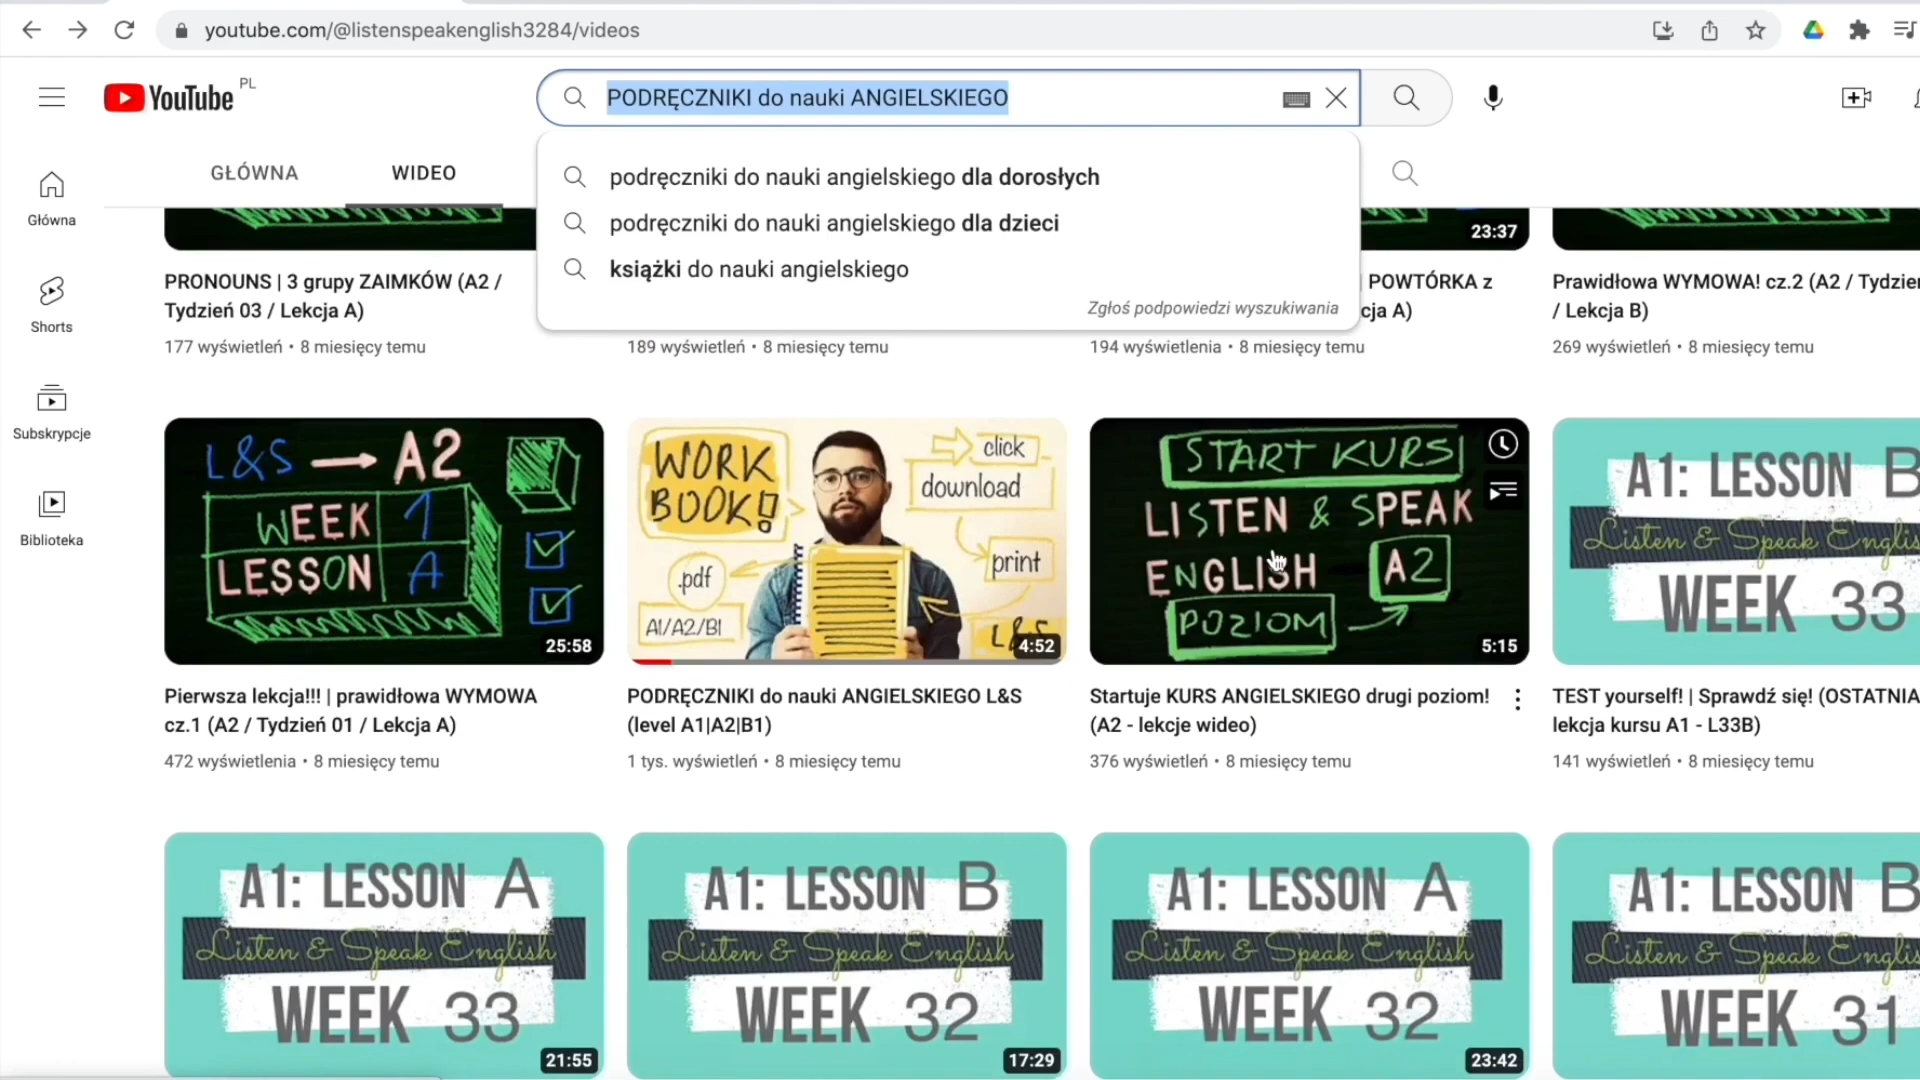 youtube.com/@listenspeakenglish3284/videos
YouTube PL
PODRĘCZNIKI do nauki ANGIELSKIEGO
podręczniki do nauki angielskiego dla dorosłych
podręczniki do nauki angielskiego dla dzieci
książki do nauki angielskiego
Zgłoś podpowiedzi wyszukiwania
GŁÓWNA
WIDEO
Główna
Shorts
Subskrypcje
Biblioteka
23:37
PRONOUNS | 3 grupy ZAIMKÓW (A2 /
Tydzień 03 / Lekcja A)
177 wyświetleń • 8 miesięcy temu
189 wyświetleń • 8 miesięcy temu
| POWTÓRKA z
cja A)
194 wyświetlenia • 8 miesięcy temu
Prawidłowa WYMOWA! cz.2 (A2 / Tydzie
/ Lekcja B)
269 wyświetleń • 8 miesięcy temu
L&S → A2
WEEK 1
LESSON A
25:58
Pierwsza lekcja!!! | prawidłowa WYMOWA
cz.1 (A2 / Tydzień 01 / Lekcja A)
472 wyświetlenia • 8 miesięcy temu
WORK
BOOK!
click
download
print
.pdf
A1/A2/B1
L&S
4:52
PODRĘCZNIKI do nauki ANGIELSKIEGO L&S
(level A1|A2|B1)
1 tys. wyświetleń • 8 miesięcy temu
START KURS
LISTEN & SPEAK
ENGLISH A2
POZIOM
5:15
Startuje KURS ANGIELSKIEGO drugi poziom!
(A2 - lekcje wideo)
376 wyświetleń • 8 miesięcy temu
A1: LESSON B
Listen & Speak Englis
WEEK 33
TEST yourself! | Sprawdź się! (OSTATNIA
lekcja kursu A1 - L33B)
141 wyświetleń • 8 miesięcy temu
A1: LESSON A
Listen & Speak English
WEEK 33
21:55
A1: LESSON B
Listen & Speak English
WEEK 32
17:29
A1: LESSON A
Listen & Speak English
WEEK 32
23:42
A1: LESSON B
Listen & Speak Englis
WEEK 31